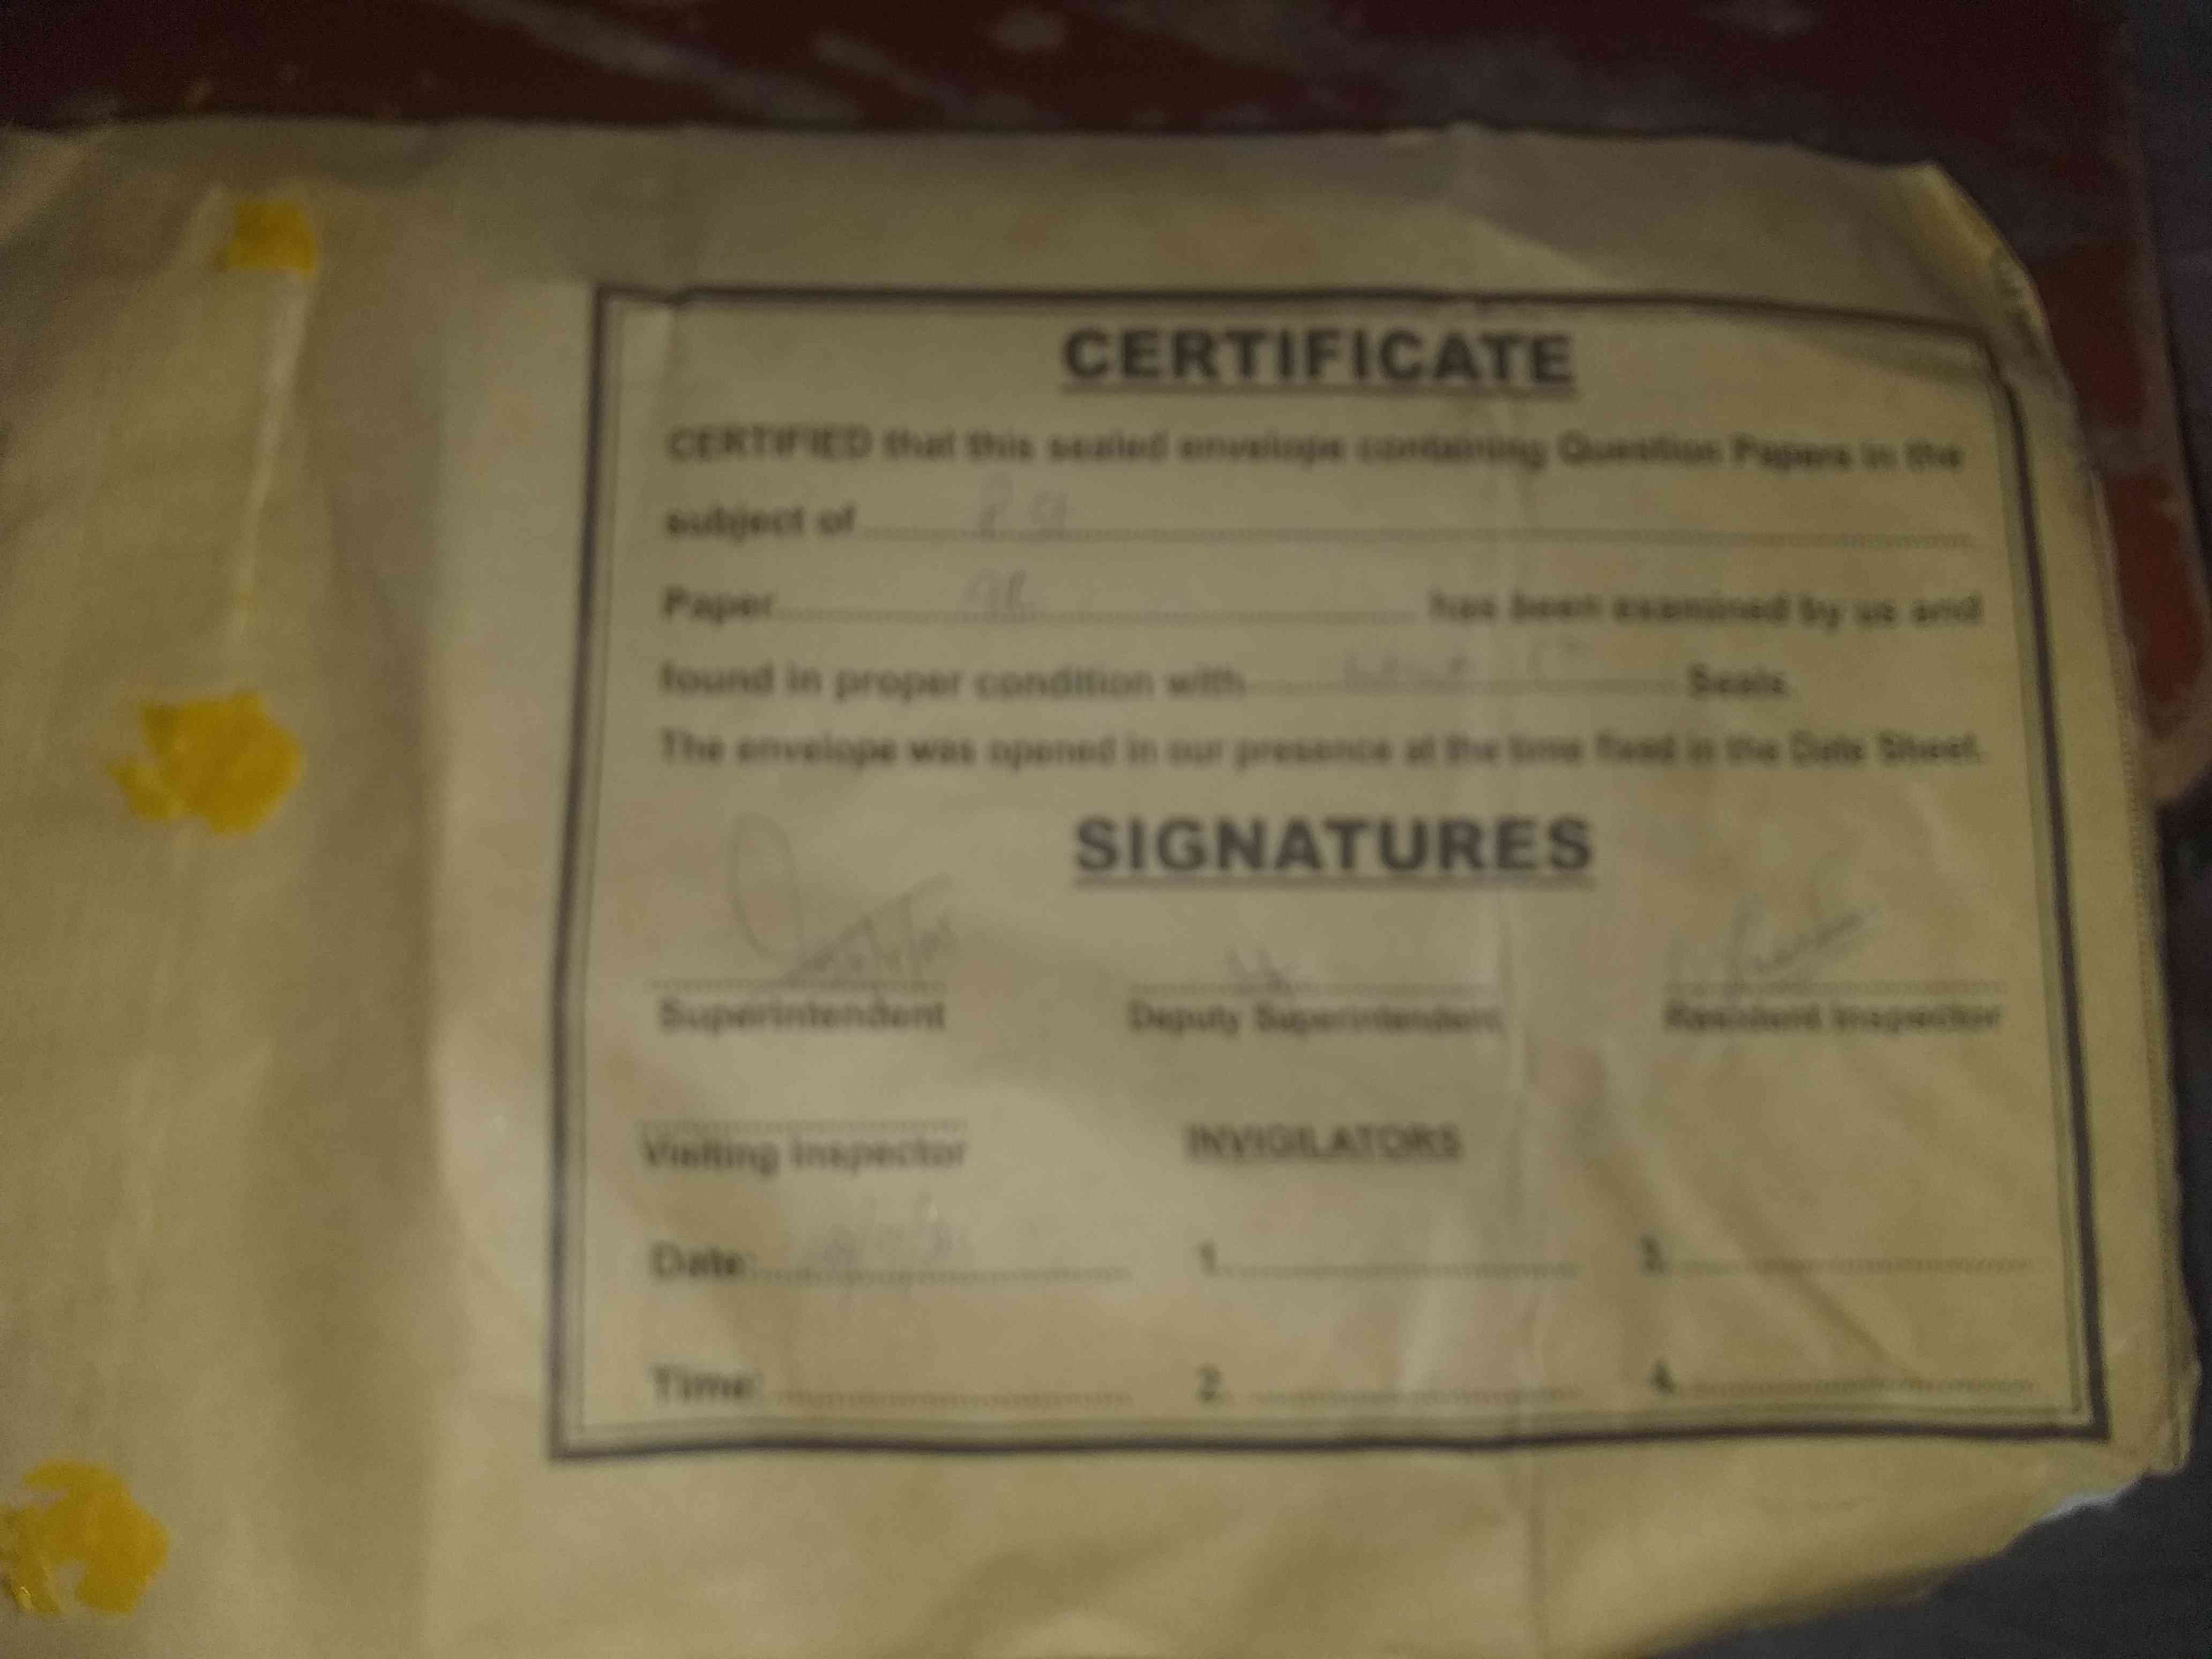 CERTIFICATE
CERTIFIED that this sealed envelope containing Question Papers in the
subject of
Paper has been examined by us and
found in proper condition with Seals.
The envelope was opened in our presence at the time fixed in the Date Sheet.
SIGNATURES
Superintendent Deputy Superintendent Resident Inspector
Visiting Inspector INVIGILATORS
Date: 1. 3.
Time: 2. 4.